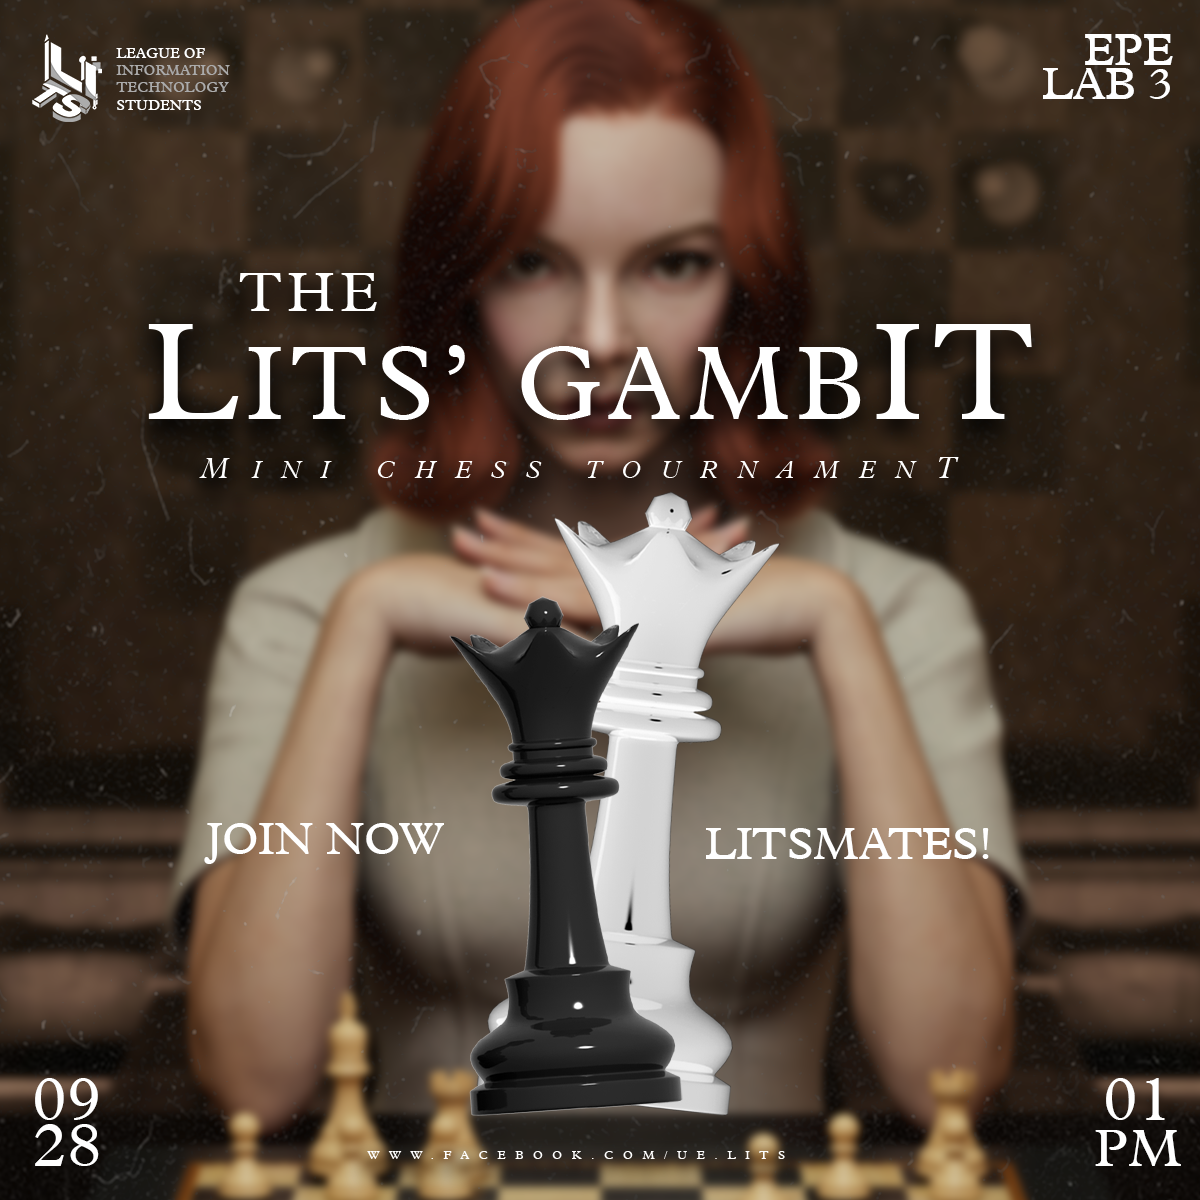 LEAGUE OF
INFORMATION
TECHNOLOGY
STUDENTS
EPE
LAB 3
THE
LITS’ GAMBIT
MINI CHESS TOURNAMENT
JOIN NOW
LITSMATES!
09
28
WWW.FACEBOOK.COM/UE.LITS
01
PM